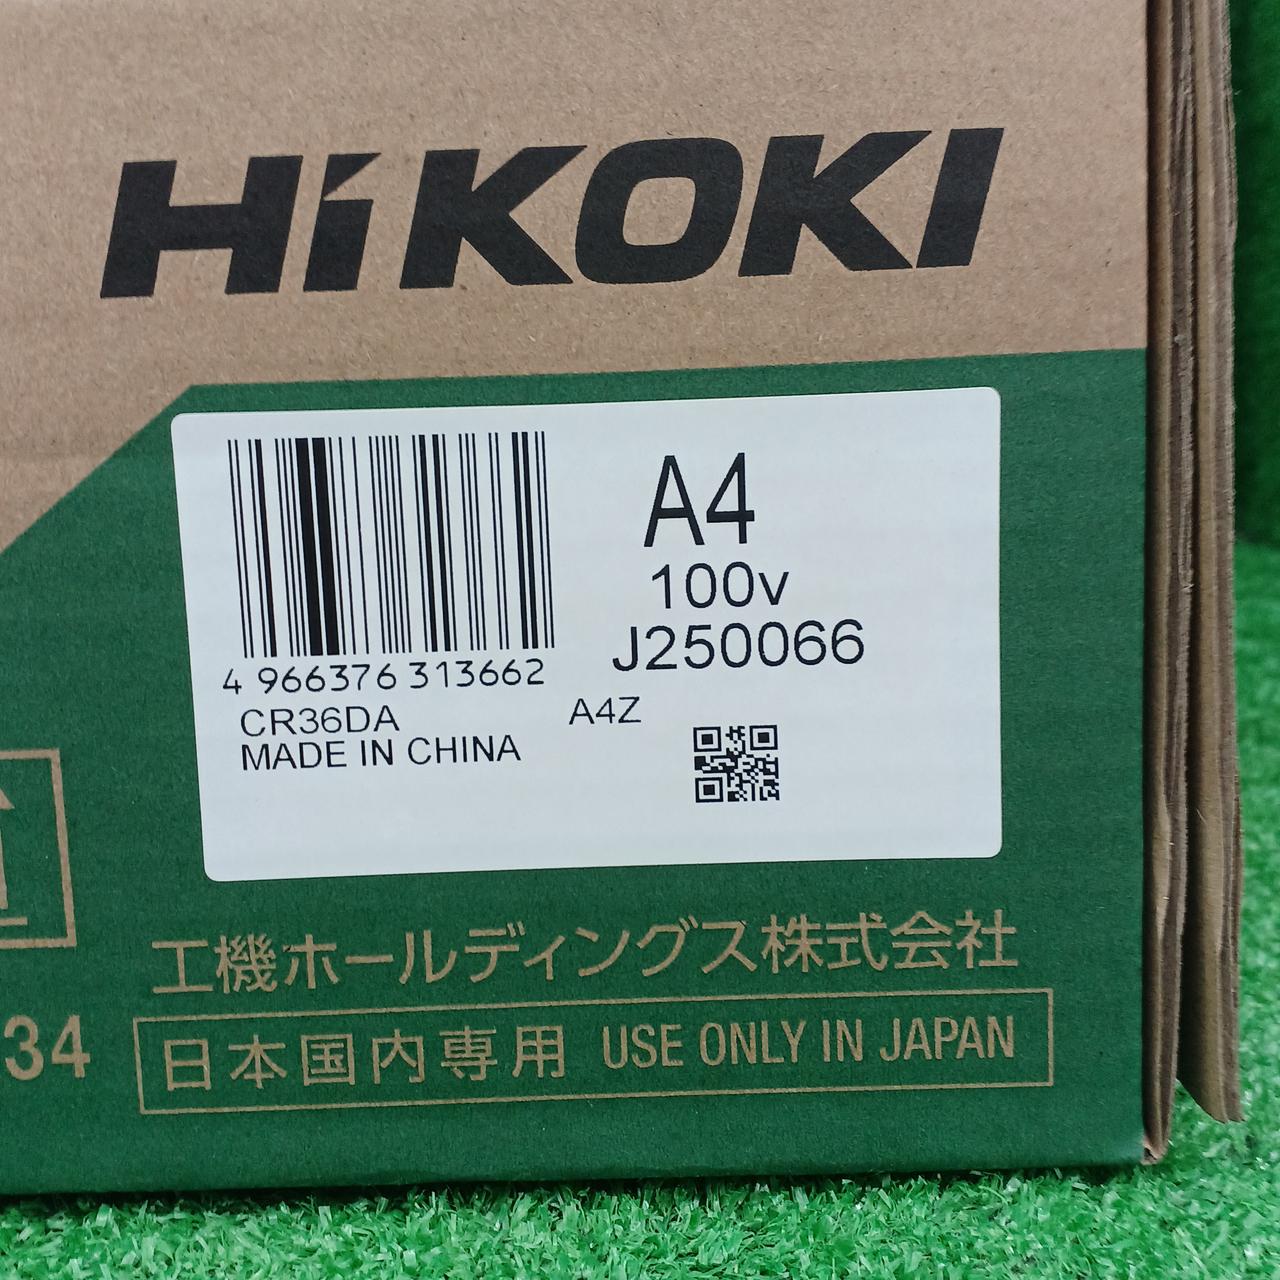 HiKOKI
A4
100v
J250066
4 966376 313662
CR36DA A4Z
MADE IN CHINA
工機ホールディングス株式会社
34
日本国内専用 USE ONLY IN JAPAN